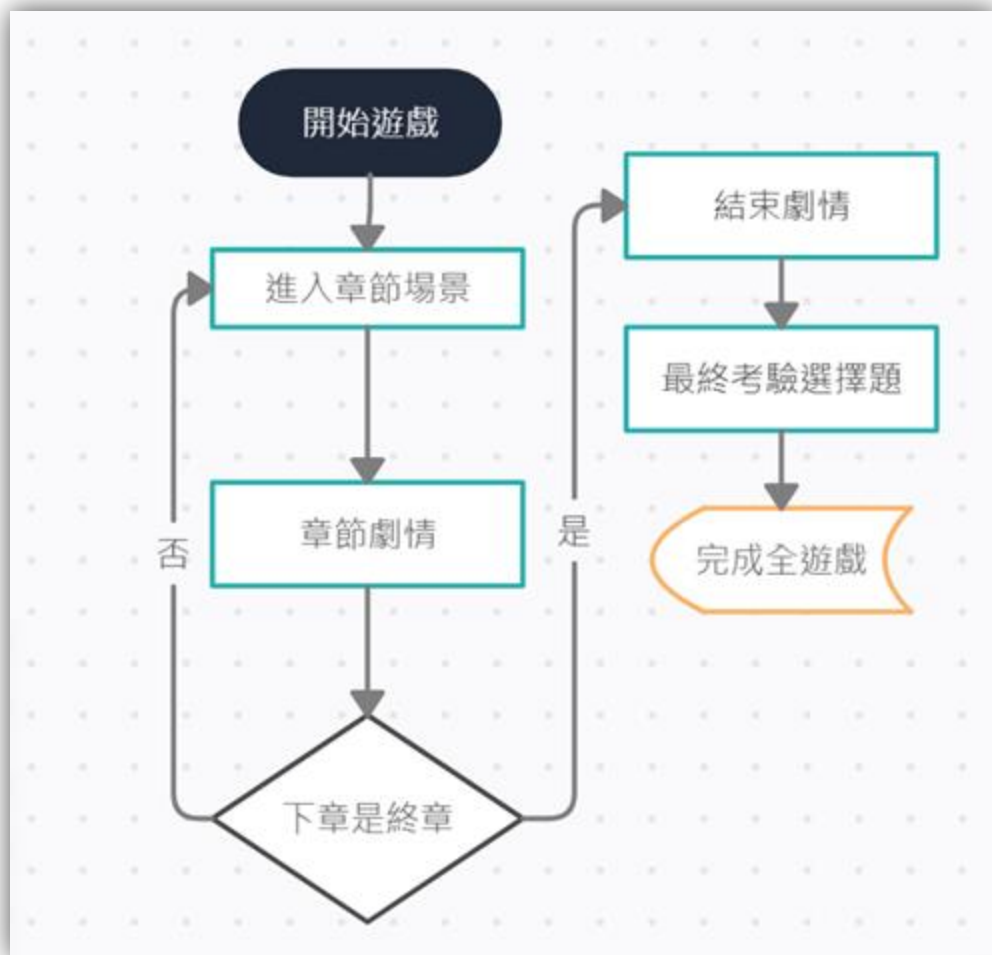 開始遊戲
進入章節場景
章節劇情
否
下章是終章
是
結束劇情
最終考驗選擇題
完成全遊戲